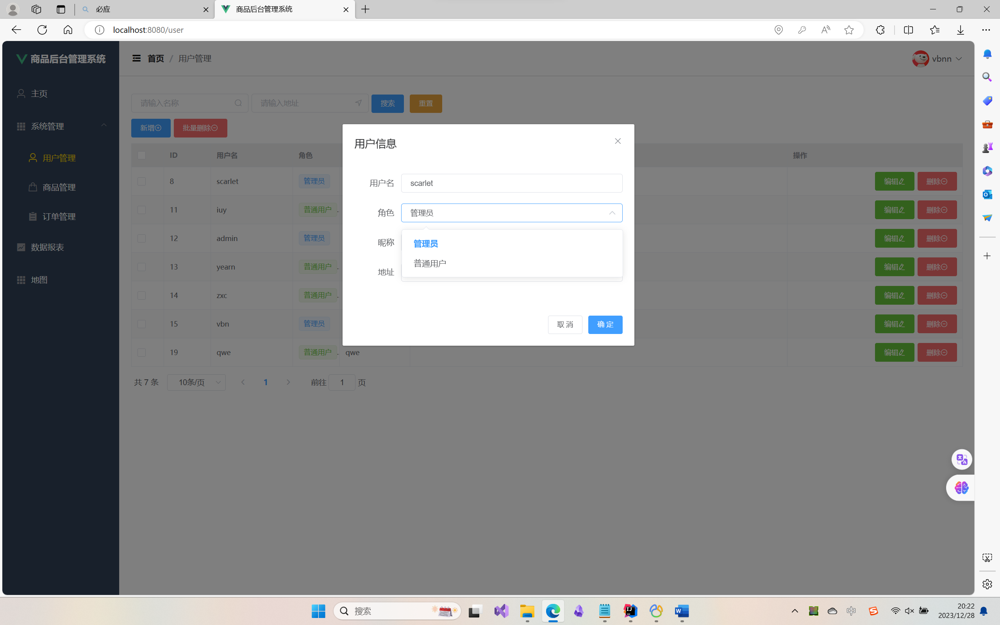 必应
商品后台管理系统
localhost:8080/user
商品后台管理系统
首页 / 用户管理
vbnn
主页
系统管理
用户管理
商品管理
订单管理
数据报表
地图
请输入名称
请输入地址
搜索
重置
新增
批量删除
ID 用户名 角色 操作
8 scarlet 管理员 编辑 删除
11 iuy 普通用户. 编辑 删除
12 admin 管理员 编辑 删除
13 yearn 普通用户. 编辑 删除
14 zxc 普通用户. 编辑 删除
15 vbn 管理员 编辑 删除
19 qwe 普通用户. qwe 编辑 删除
共 7 条 10条/页 1 前往 1 页
用户信息
用户名 scarlet
角色 管理员
昵称
管理员
普通用户
地址
取 消 确 定
搜索
中
20:22
2023/12/28